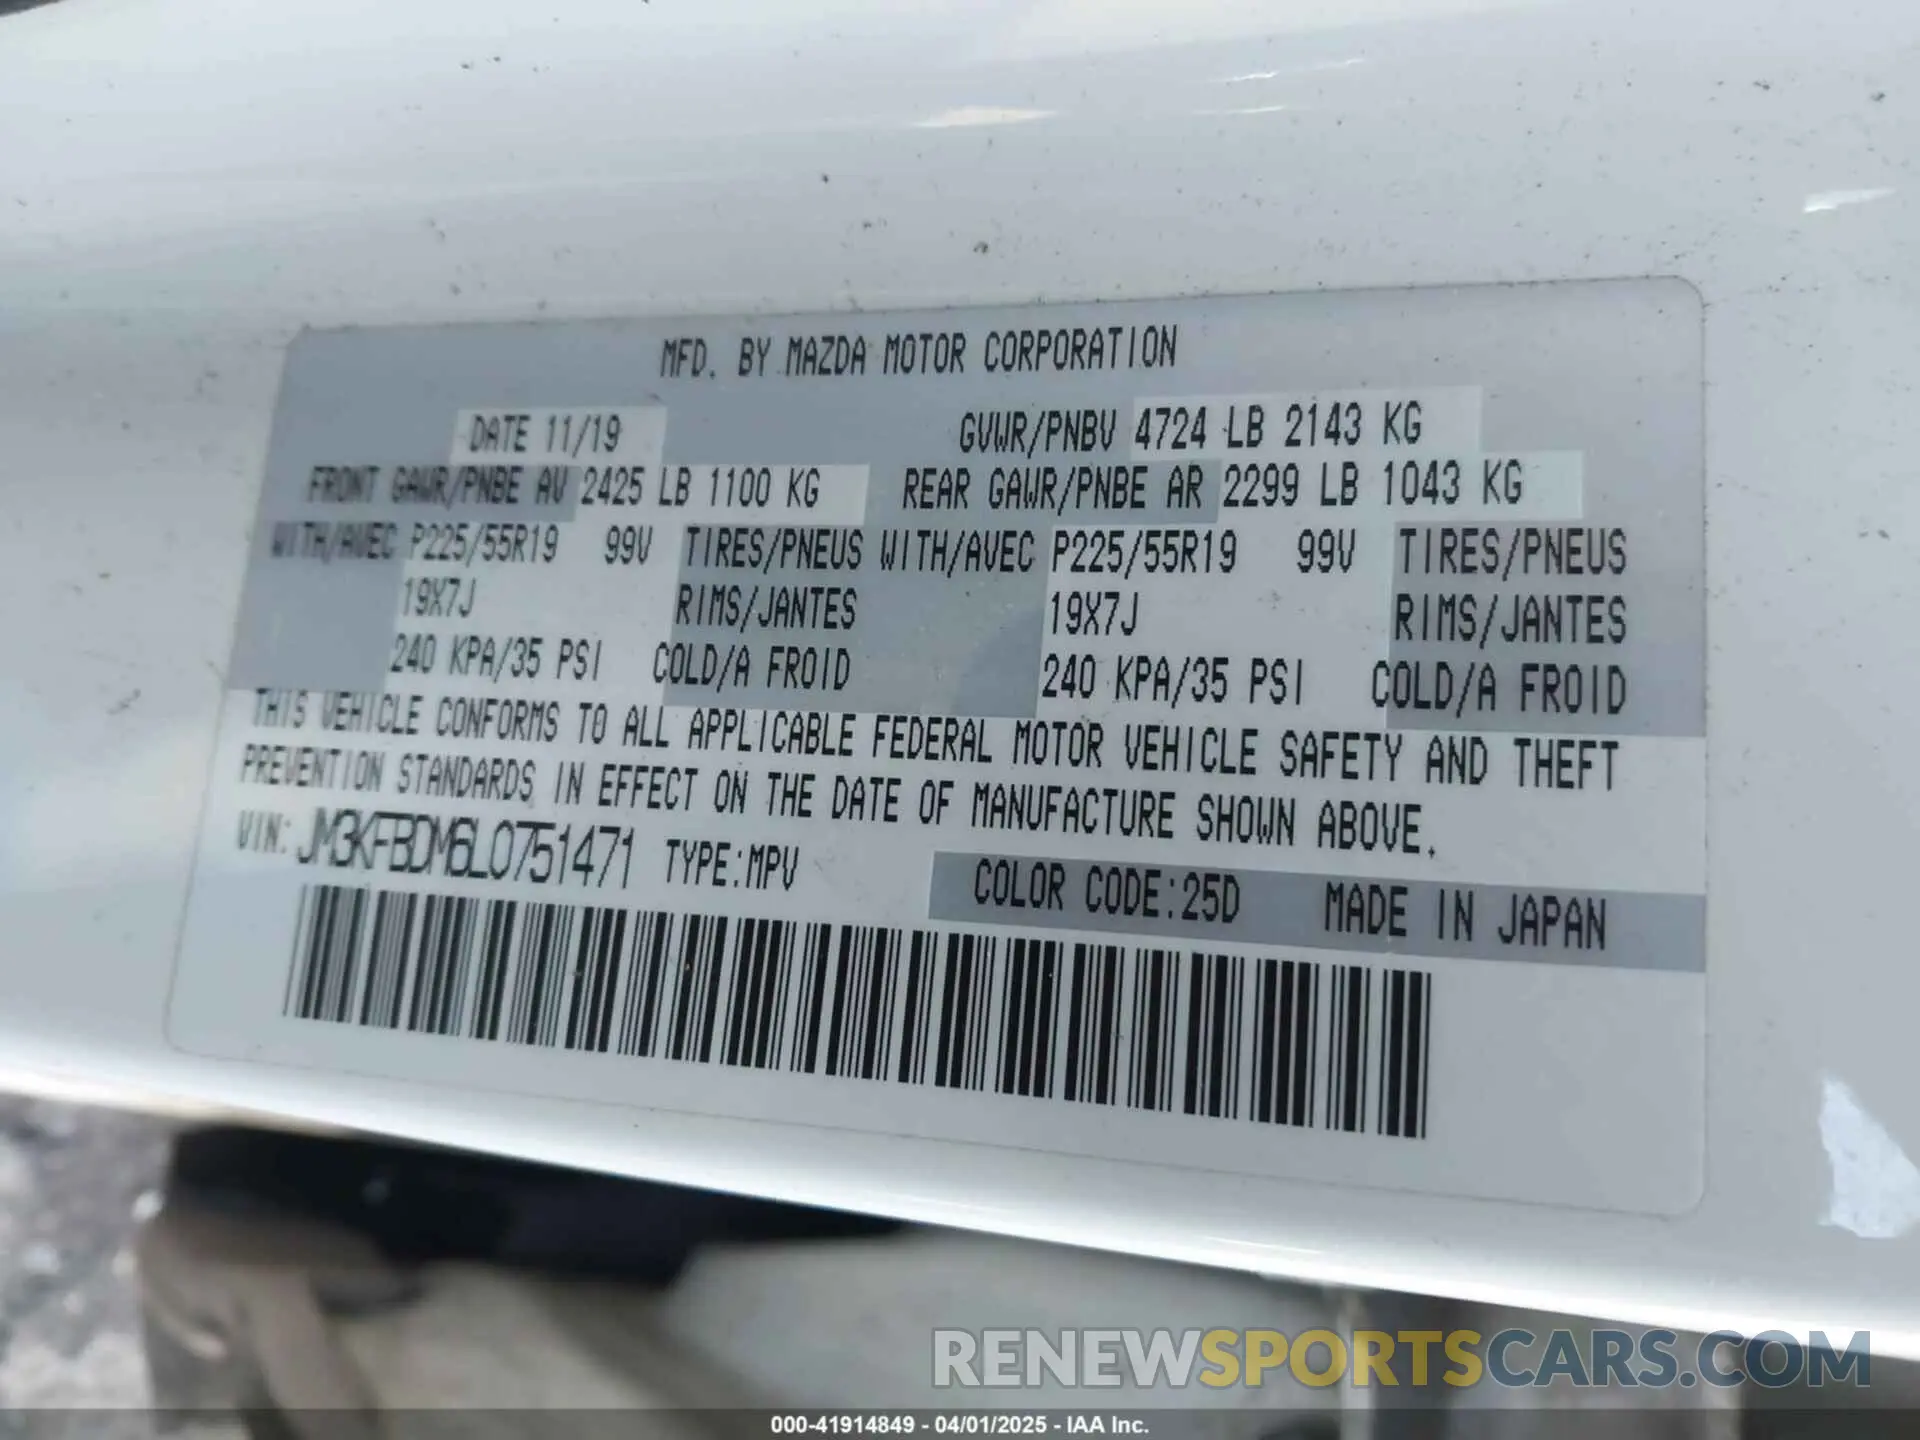 MFD. BY MAZDA MOTOR CORPORATION
DATE 11/19 GVWR/PNBV 4724 LB 2143 KG
FRONT GAWR/PNBE AV 2425 LB 1100 KG REAR GAWR/PNBE AR 2299 LB 1043 KG
WITH/AVEC P225/55R19 99V TIRES/PNEUS WITH/AVEC P225/55R19 99V TIRES/PNEUS
19X7J RIMS/JANTES 19X7J RIMS/JANTES
240 KPA/35 PSI COLD/A FROID 240 KPA/35 PSI COLD/A FROID
THIS VEHICLE CONFORMS TO ALL APPLICABLE FEDERAL MOTOR VEHICLE SAFETY AND THEFT
PREVENTION STANDARDS IN EFFECT ON THE DATE OF MANUFACTURE SHOWN ABOVE.
VIN: JM3KFBDM6L0751471 TYPE:MPV
COLOR CODE:25D MADE IN JAPAN
RENEWSPORTSCARS.COM
000-41914849 - 04/01/2025 - IAA Inc.